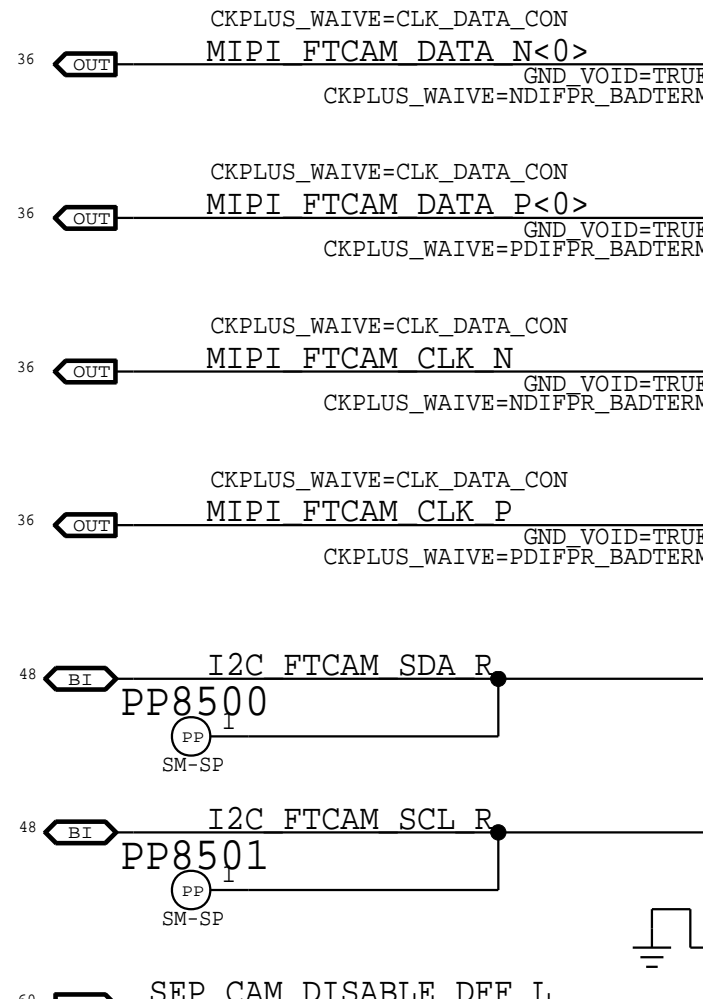 CKPLUS_WAIVE=CLK_DATA_CON
36 OUT MIPI_FTCAM_DATA_N<0>
GND_VOID=TRUE
CKPLUS_WAIVE=NDIFPR_BADTERM
CKPLUS_WAIVE=CLK_DATA_CON
36 OUT MIPI_FTCAM_DATA_P<0>
GND_VOID=TRUE
CKPLUS_WAIVE=PDIFPR_BADTERM
CKPLUS_WAIVE=CLK_DATA_CON
36 OUT MIPI_FTCAM_CLK_N
GND_VOID=TRUE
CKPLUS_WAIVE=NDIFPR_BADTERM
CKPLUS_WAIVE=CLK_DATA_CON
36 OUT MIPI_FTCAM_CLK_P
GND_VOID=TRUE
CKPLUS_WAIVE=PDIFPR_BADTERM
48 BI I2C_FTCAM_SDA_R
PP8500
1
PP
SM-SP
48 BI I2C_FTCAM_SCL_R
PP8501
1
PP
SM-SP
SEP_CAM_DISABLE_DFF_L